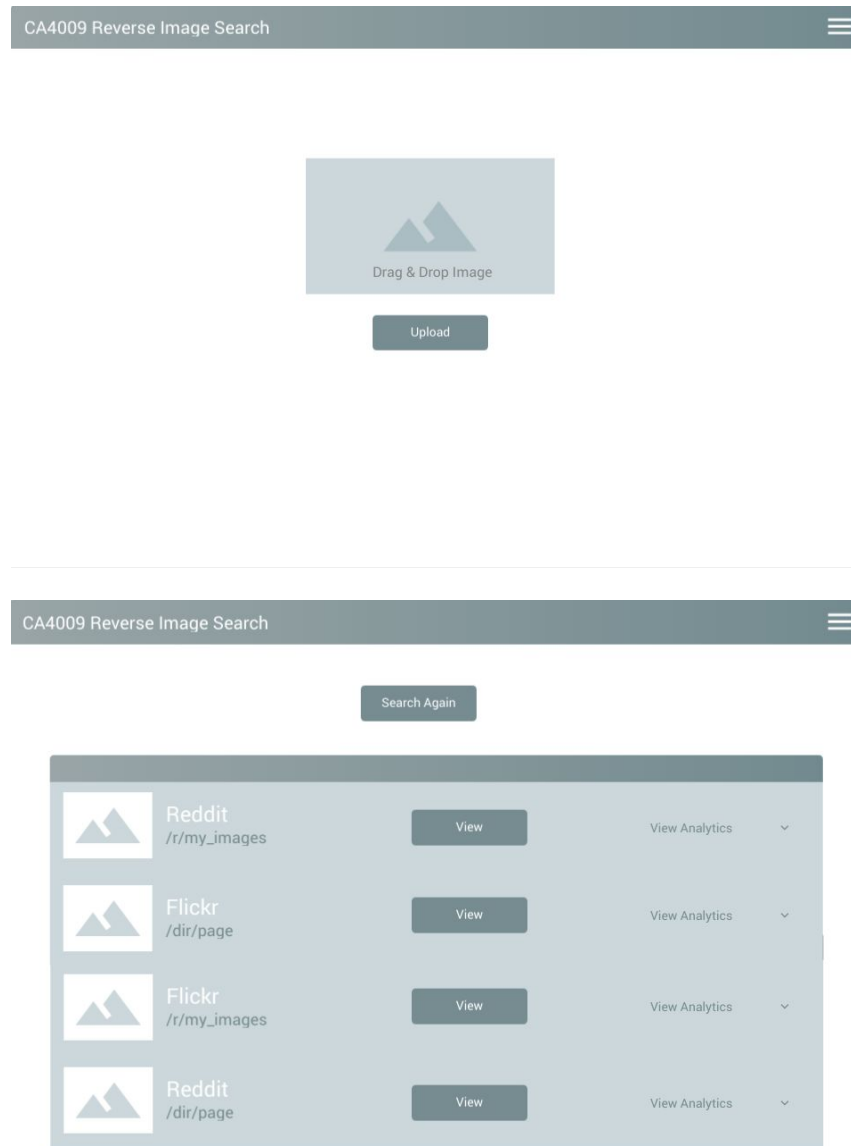 CA4009 Reverse Image Search
Drag & Drop Image
Upload
CA4009 Reverse Image Search
Search Again
Reddit
/r/my_images
View
View Analytics
Flickr
/dir/page
View
View Analytics
Flickr
/r/my_images
View
View Analytics
Reddit
/dir/page
View
View Analytics